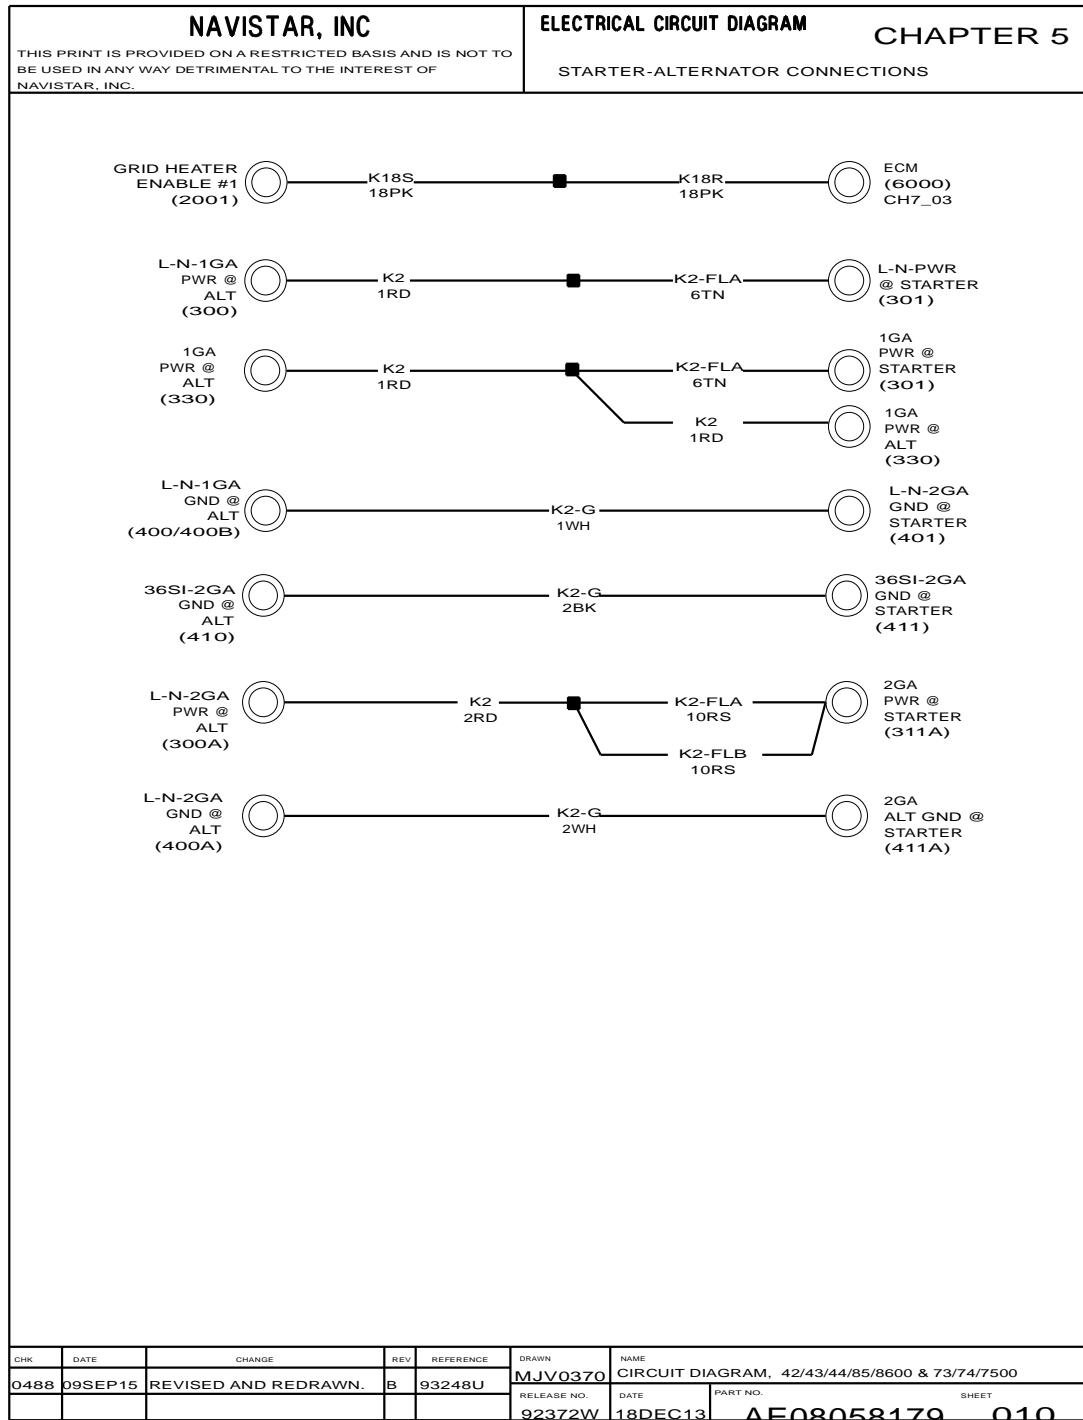 NAVISTAR, INC
THIS PRINT IS PROVIDED ON A RESTRICTED BASIS AND IS NOT TO
BE USED IN ANY WAY DETRIMENTAL TO THE INTEREST OF
NAVISTAR, INC.
ELECTRICAL CIRCUIT DIAGRAM
CHAPTER 5
STARTER-ALTERNATOR CONNECTIONS
GRID HEATER
ENABLE #1
(2001)
K18S
18PK
K18R
18PK
ECM
(6000)
CH7_03
L-N-1GA
PWR @
ALT
(300)
K2
1RD
K2-FLA
6TN
L-N-PWR
@ STARTER
(301)
1GA
PWR @
ALT
(330)
K2
1RD
K2-FLA
6TN
1GA
PWR @
STARTER
(301)
K2
1RD
1GA
PWR @
ALT
(330)
L-N-1GA
GND @
ALT
(400/400B)
K2-G
1WH
L-N-2GA
GND @
STARTER
(401)
36SI-2GA
GND @
ALT
(410)
K2-G
2BK
36SI-2GA
GND @
STARTER
(411)
L-N-2GA
PWR @
ALT
(300A)
K2
2RD
K2-FLA
10RS
K2-FLB
10RS
2GA
PWR @
STARTER
(311A)
L-N-2GA
GND @
ALT
(400A)
K2-G
2WH
2GA
ALT GND @
STARTER
(411A)
CHK DATE CHANGE REV REFERENCE
0488 09SEP15 REVISED AND REDRAWN. B 93248U
DRAWN
MJV0370
NAME
CIRCUIT DIAGRAM, 42/43/44/85/8600 & 73/74/7500
RELEASE NO.
92372W
DATE
18DEC13
PART NO.
AE08058179
SHEET
010